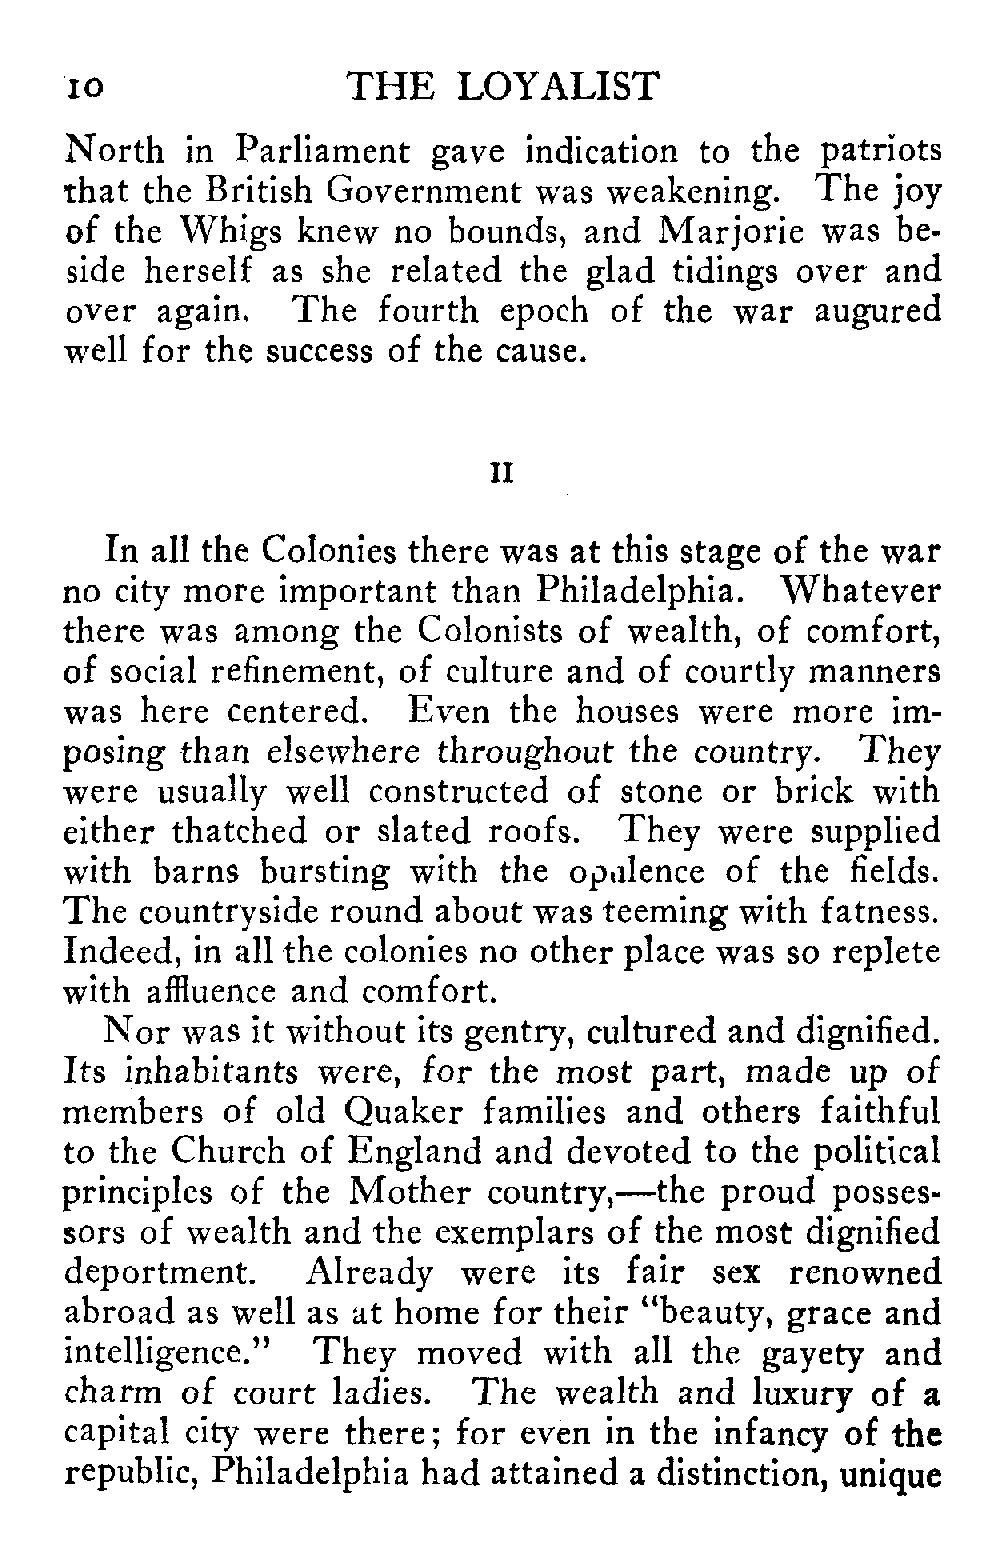 10 THE LOYALIST
North in Parliament gave indication to the patriots
that the British Government was weakening. The joy
of the Whigs knew no bounds, and Marjorie was be-
side herself as she related the glad tidings over and
over again. The fourth epoch of the war augured
well for the success of the cause.
II
In all the Colonies there was at this stage of the war
no city more important than Philadelphia. Whatever
there was among the Colonists of wealth, of comfort,
of social refinement, of culture and of courtly manners
was here centered. Even the houses were more im-
posing than elsewhere throughout the country. They
were usually well constructed of stone or brick with
either thatched or slated roofs. They were supplied
with barns bursting with the opulence of the fields.
The countryside round about was teeming with fatness.
Indeed, in all the colonies no other place was so replete
with affluence and comfort.
Nor was it without its gentry, cultured and dignified.
Its inhabitants were, for the most part, made up of
members of old Quaker families and others faithful
to the Church of England and devoted to the political
principles of the Mother country,—the proud posses-
sors of wealth and the exemplars of the most dignified
deportment. Already were its fair sex renowned
abroad as well as at home for their "beauty, grace and
intelligence." They moved with all the gayety and
charm of court ladies. The wealth and luxury of a
capital city were there; for even in the infancy of the
republic, Philadelphia had attained a distinction, unique